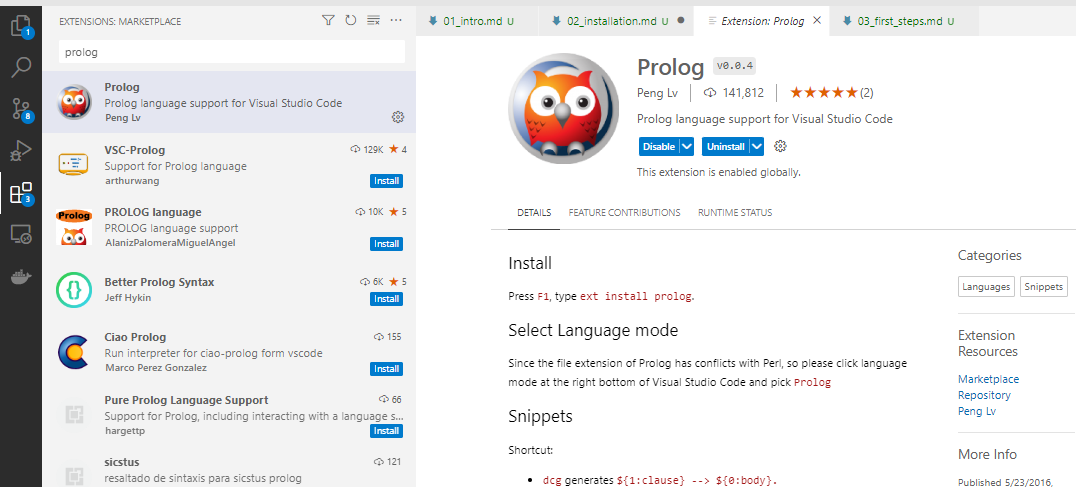 EXTENSIONS: MARKETPLACE
prolog
Prolog
Prolog language support for Visual Studio Code
Peng Lv
VSC-Prolog 129K ★ 4
Support for Prolog language
arthurwang Install
Prolog
PROLOG language 10K ★ 5
PROLOG language support
AlanizPalomeraMiguelAngel Install
Better Prolog Syntax 6K ★ 5
Jeff Hykin Install
Ciao Prolog 155
Run interpreter for ciao-prolog form vscode
Marco Perez Gonzalez Install
Pure Prolog Language Support 66
Support for Prolog, including interacting with a language s...
hargettp Install
sicstus 121
resaltado de sintaxis para sicstus prolog
1
8
3
01_intro.md U
02_installation.md U
Extension: Prolog
03_first_steps.md U
Prolog v0.0.4
Peng Lv | 141,812 | ★★★★★(2)
Prolog language support for Visual Studio Code
Disable Uninstall
This extension is enabled globally.
DETAILS FEATURE CONTRIBUTIONS RUNTIME STATUS
Install
Press F1, type ext install prolog.
Select Language mode
Since the file extension of Prolog has conflicts with Perl, so please click language
mode at the right bottom of Visual Studio Code and pick Prolog
Snippets
Shortcut:
• dcg generates ${1:clause} --> ${0:body}.
Categories
Languages Snippets
Extension
Resources
Marketplace
Repository
Peng Lv
More Info
Published 5/23/2016,